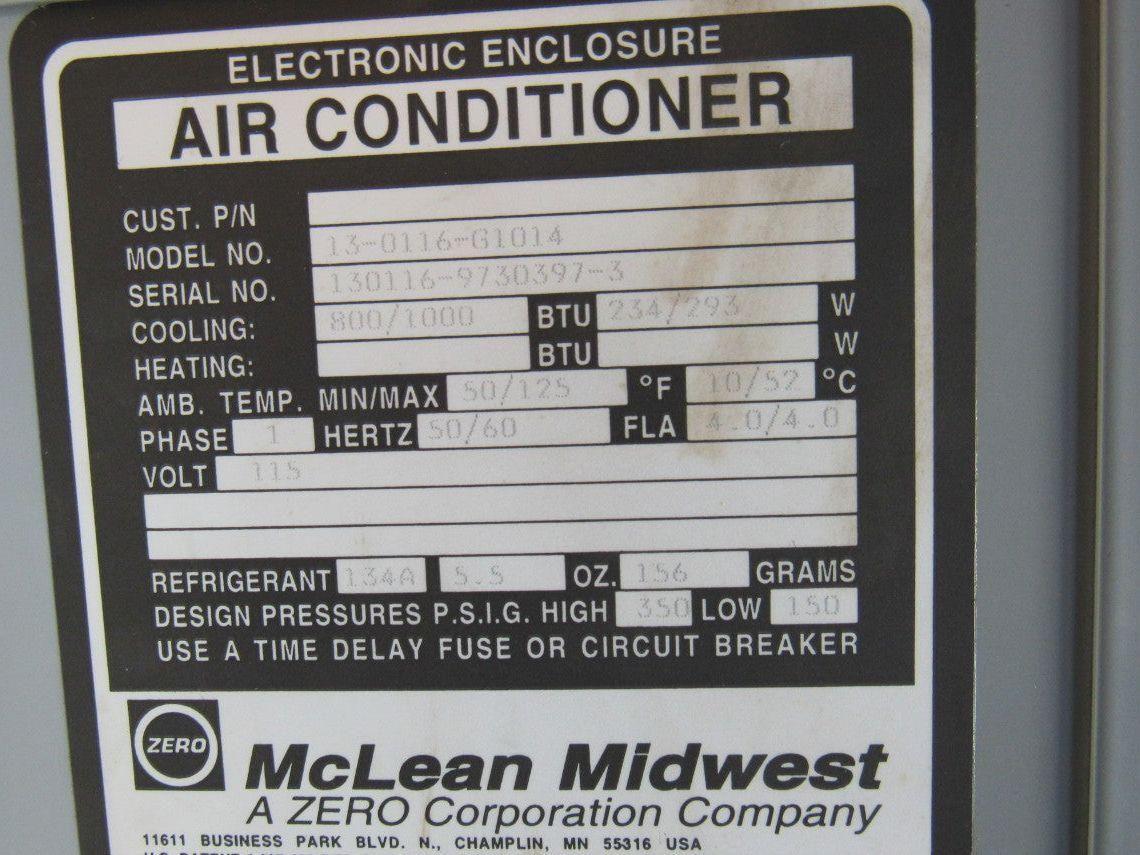 ELECTRONIC ENCLOSURE
AIR CONDITIONER
CUST. P/N
MODEL NO. 13-0116-G1014
SERIAL NO. 130116-9730397-3
COOLING: 800/1000 BTU 234/293 W
HEATING: BTU W
AMB. TEMP. MIN/MAX 50/125 °F 10/52 °C
PHASE 1 HERTZ 50/60 FLA 4.0/4.0
VOLT 115
REFRIGERANT 134A 5.5 OZ. 156 GRAMS
DESIGN PRESSURES P.S.I.G. HIGH 350 LOW 150
USE A TIME DELAY FUSE OR CIRCUIT BREAKER
ZERO
McLean Midwest
A ZERO Corporation Company
11611 BUSINESS PARK BLVD. N., CHAMPLIN, MN 55316 USA